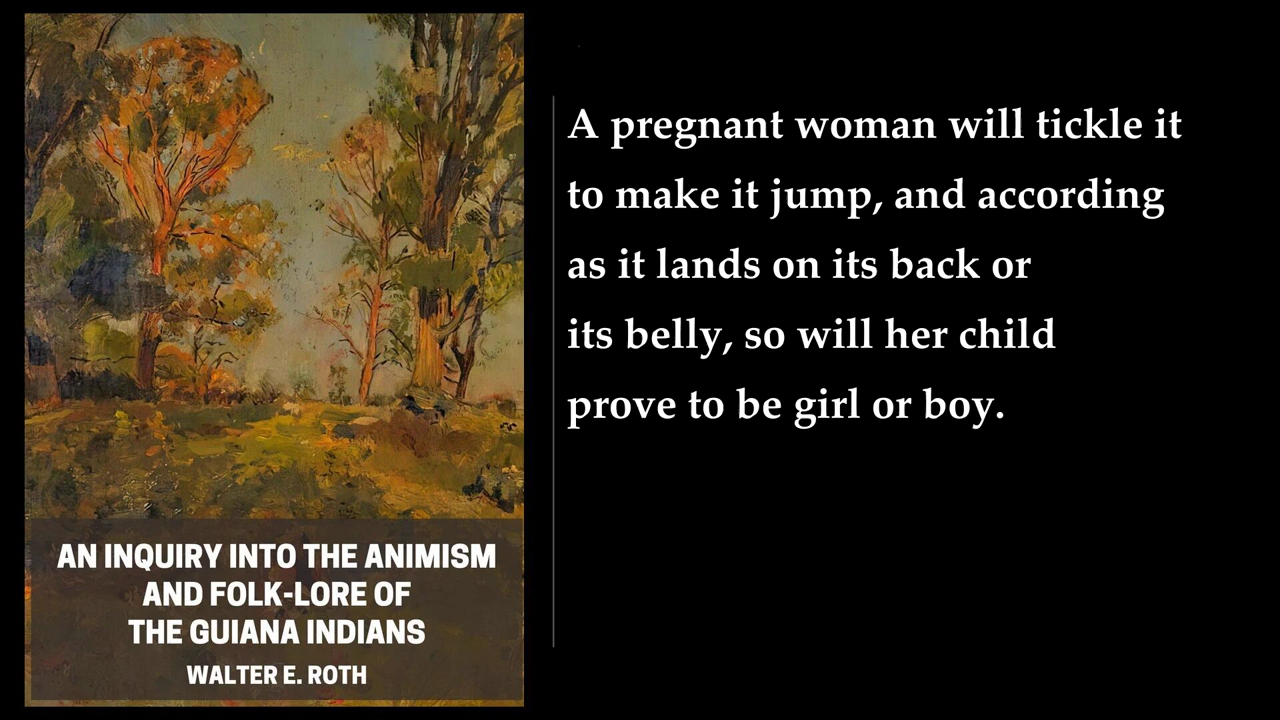 A pregnant woman will tickle it
to make it jump, and according
as it lands on its back or
its belly, so will her child
prove to be girl or boy.
AN INQUIRY INTO THE ANIMISM
AND FOLK-LORE OF
THE GUIANA INDIANS
WALTER E. ROTH